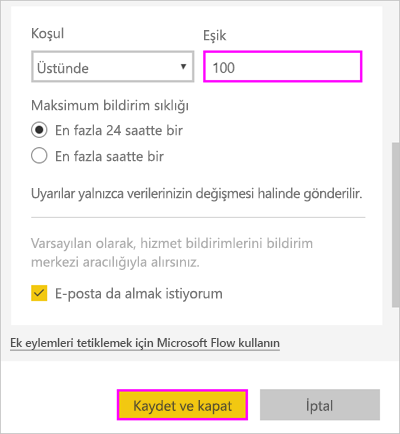 Koşul Eşik
Üstünde 100
Maksimum bildirim sıklığı
En fazla 24 saatte bir
En fazla saatte bir
Uyarılar yalnızca verilerinizin değişmesi halinde gönderilir.
Varsayılan olarak, hizmet bildirimlerini bildirim
merkezi aracılığıyla alırsınız.
E-posta da almak istiyorum
Ek eylemleri tetiklemek için Microsoft Flow kullanın
Kaydet ve kapat İptal